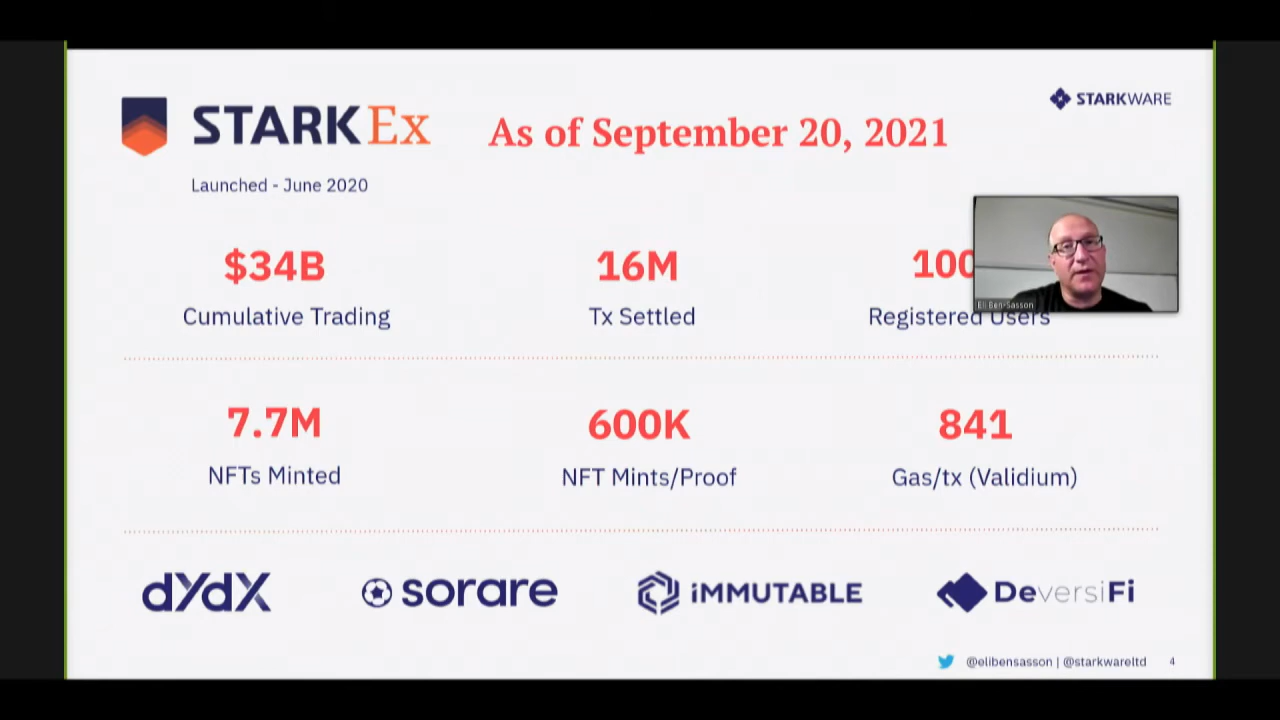 STARKEx As of September 20, 2021
STARKWARE
Launched - June 2020
$34B 16M 100
Cumulative Trading Tx Settled Registered Users
Eli Ben-Sasson
7.7M 600K 841
NFTs Minted NFT Mints/Proof Gas/tx (Validium)
dYdX sorare iMMUTABLE DeversiFi
@elibensasson | @starkwareltd 4